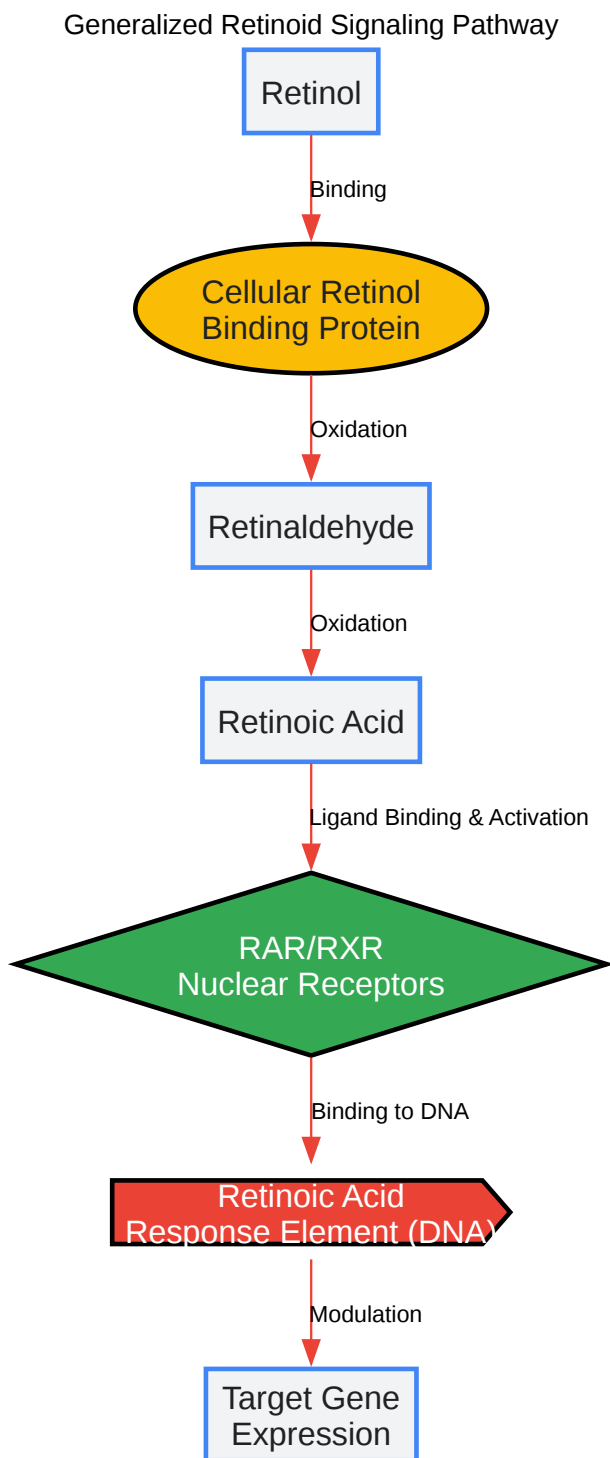 Generalized Retinoid Signaling Pathway
Retinol
Binding
Cellular Retinol
Binding Protein
Oxidation
Retinaldehyde
Oxidation
Retinoic Acid
Ligand Binding & Activation
RAR/RXR
Nuclear Receptors
Binding to DNA
Retinoic Acid
Response Element (DNA)
Modulation
Target Gene
Expression